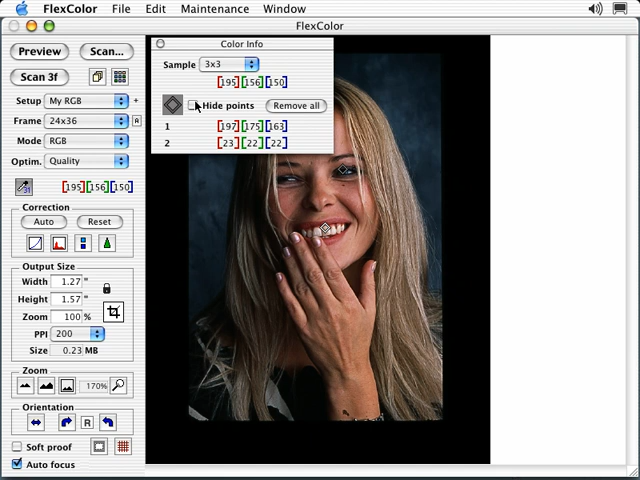 FlexColor File Edit Maintenance Window
FlexColor
Preview Scan...
Scan 3f
Setup My RGB +
Frame 24x36 A
Mode RGB
Optim. Quality
31 [195] [156] [150]
Correction
Auto Reset
Output Size
Width 1.27 "
Height 1.57 "
Zoom 100 %
PPI 200
Size 0.23 MB
Zoom
170%
Orientation
R
Soft proof
Auto focus
Color Info
Sample 3x3
[195] [156] [150]
Hide points Remove all
1 [197] [175] [163]
2 [23] [22] [22]